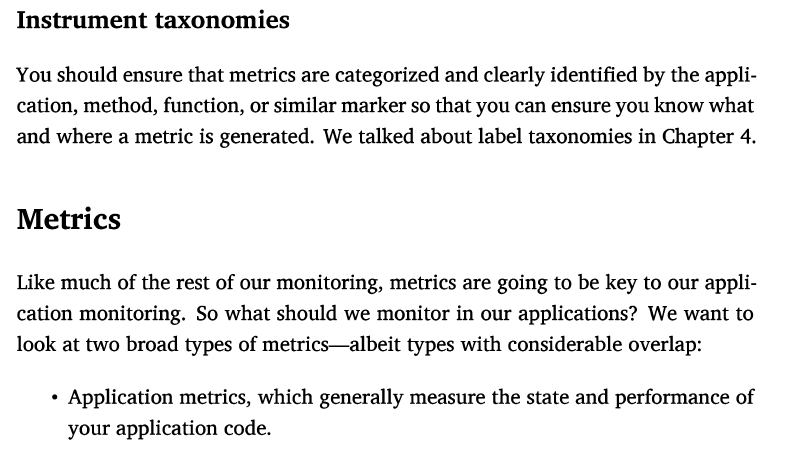 Instrument taxonomies
You should ensure that metrics are categorized and clearly identified by the appli-
cation, method, function, or similar marker so that you can ensure you know what
and where a metric is generated. We talked about label taxonomies in Chapter 4.
Metrics
Like much of the rest of our monitoring, metrics are going to be key to our appli-
cation monitoring. So what should we monitor in our applications? We want to
look at two broad types of metrics—albeit types with considerable overlap:
• Application metrics, which generally measure the state and performance of
your application code.